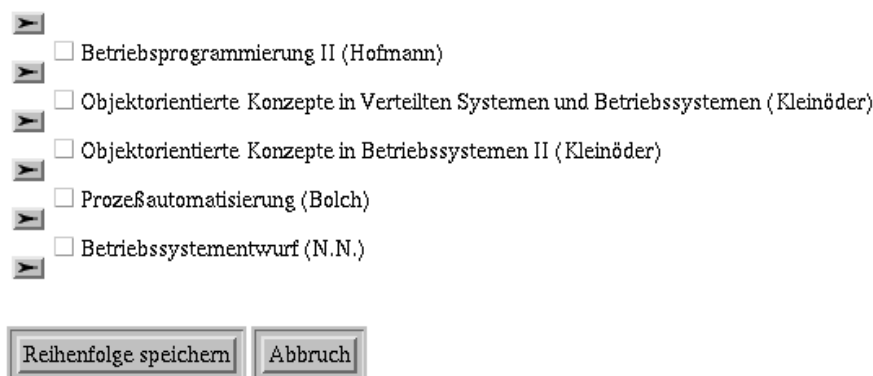 Betriebsprogrammierung II (Hofmann)
Objektorientierte Konzepte in Verteilten Systemen und Betriebssystemen (Kleinöder)
Objektorientierte Konzepte in Betriebssystemen II (Kleinöder)
Prozeßautomatisierung (Bolch)
Betriebssystementwurf (N.N.)
Reihenfolge speichern Abbruch